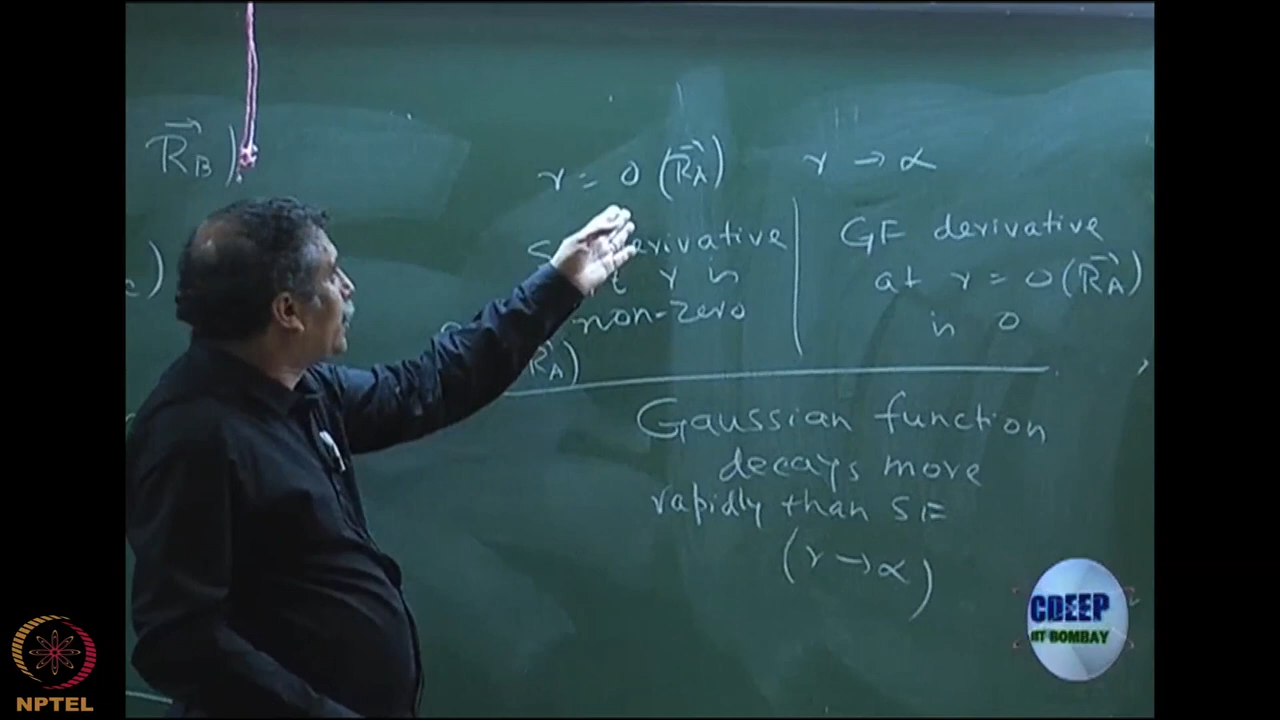 R⃗B)
r = 0 (R⃗A)
r → α
derivative
r is
non-zero
R⃗A)
GF derivative
at r = 0 (R⃗A)
is 0
Gaussian function
decays more
rapidly than SF
(r → α)
c)
CDEEP
IIT BOMBAY
NPTEL